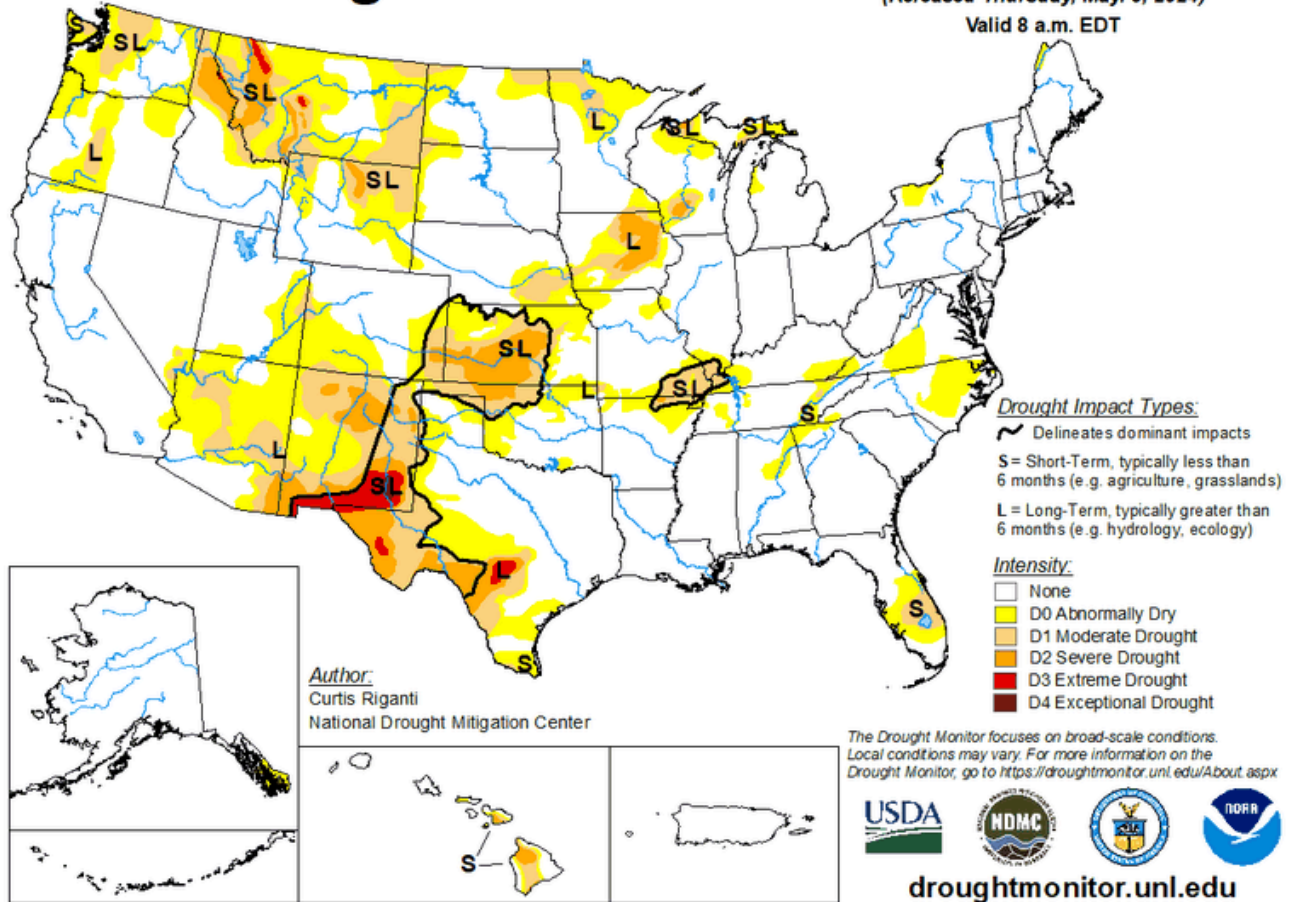 Valid 8 a.m. EDT
S
SL
SL
L
SL
L
SL
SL
L
SL
L
SL
S
L
SL
L
S
S
Drought Impact Types:
Delineates dominant impacts
S = Short-Term, typically less than
6 months (e.g. agriculture, grasslands)
L = Long-Term, typically greater than
6 months (e.g. hydrology, ecology)
Intensity:
None
D0 Abnormally Dry
D1 Moderate Drought
D2 Severe Drought
D3 Extreme Drought
D4 Exceptional Drought
Author:
Curtis Riganti
National Drought Mitigation Center
S
The Drought Monitor focuses on broad-scale conditions.
Local conditions may vary. For more information on the
Drought Monitor, go to https://droughtmonitor.unl.edu/About.aspx
USDA
NDMC
NOAA
droughtmonitor.unl.edu